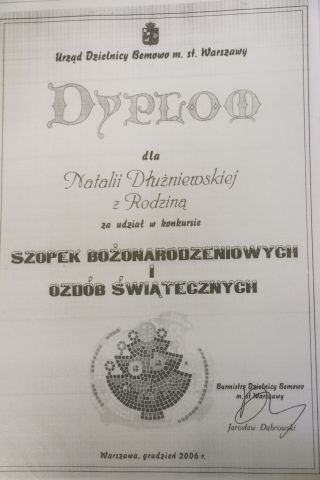 Urząd Dzielnicy Bemowo m. st. Warszawy
DYPLOM
dla
Natalii Dłużniewskiej
z Rodziną
za udział w konkursie
SZOPEK BOŻONARODZENIOWYCH
I
OZDÓB ŚWIĄTECZNYCH
Burmistrz Dzielnicy Bemowo
m. st Warszawy
Jarosław Dąbrowski
Warszawa, grudzień 2006 r.